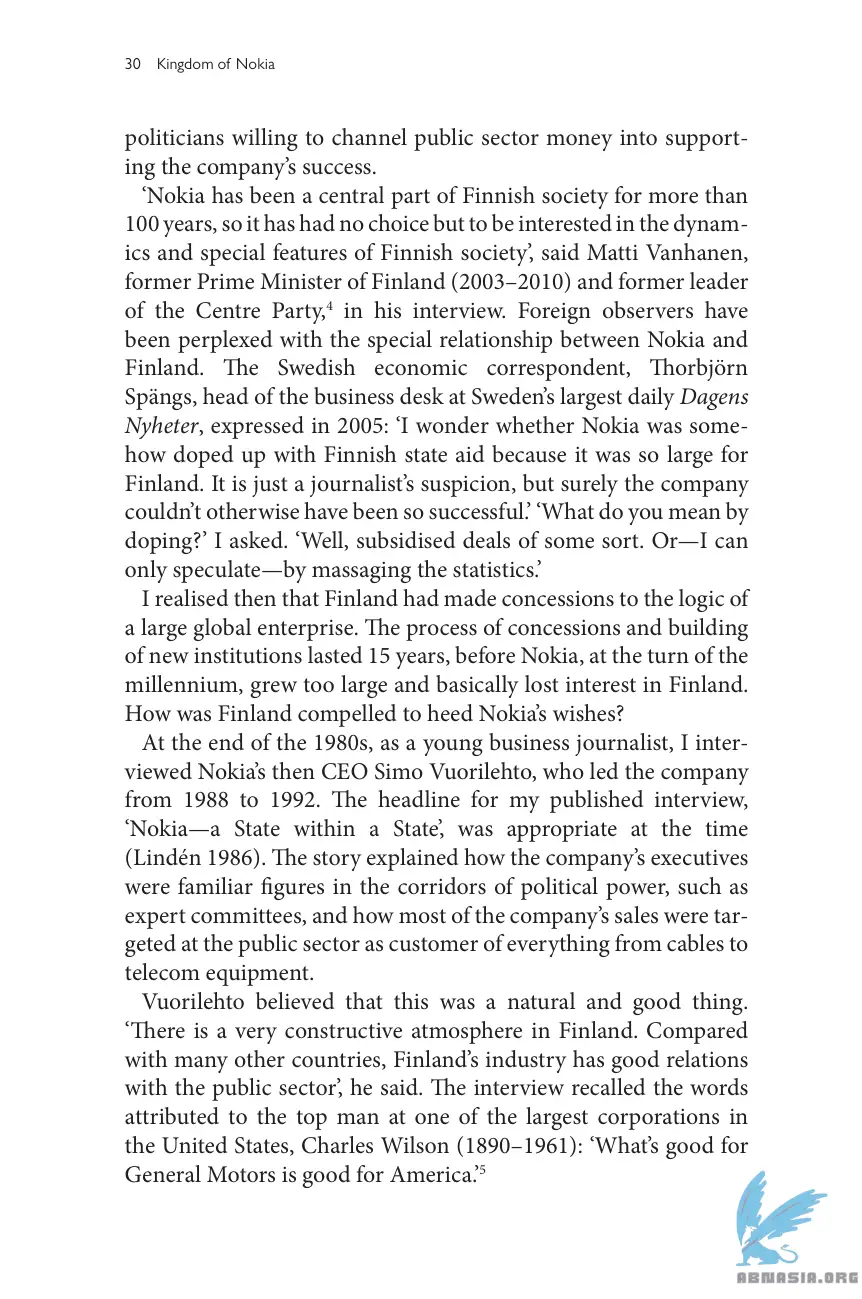 30 Kingdom of Nokia
politicians willing to channel public sector money into support-
ing the company’s success.
‘Nokia has been a central part of Finnish society for more than
100 years, so it has had no choice but to be interested in the dynam-
ics and special features of Finnish society’, said Matti Vanhanen,
former Prime Minister of Finland (2003–2010) and former leader
of the Centre Party,⁴ in his interview. Foreign observers have
been perplexed with the special relationship between Nokia and
Finland. The Swedish economic correspondent, Thorbjörn
Spängs, head of the business desk at Sweden’s largest daily Dagens
Nyheter, expressed in 2005: ‘I wonder whether Nokia was some-
how doped up with Finnish state aid because it was so large for
Finland. It is just a journalist’s suspicion, but surely the company
couldn’t otherwise have been so successful.’ ‘What do you mean by
doping?’ I asked. ‘Well, subsidised deals of some sort. Or—I can
only speculate—by massaging the statistics.’
I realised then that Finland had made concessions to the logic of
a large global enterprise. The process of concessions and building
of new institutions lasted 15 years, before Nokia, at the turn of the
millennium, grew too large and basically lost interest in Finland.
How was Finland compelled to heed Nokia’s wishes?
At the end of the 1980s, as a young business journalist, I inter-
viewed Nokia’s then CEO Simo Vuorilehto, who led the company
from 1988 to 1992. The headline for my published interview,
‘Nokia—a State within a State’, was appropriate at the time
(Lindén 1986). The story explained how the company’s executives
were familiar figures in the corridors of political power, such as
expert committees, and how most of the company’s sales were tar-
geted at the public sector as customer of everything from cables to
telecom equipment.
Vuorilehto believed that this was a natural and good thing.
‘There is a very constructive atmosphere in Finland. Compared
with many other countries, Finland’s industry has good relations
with the public sector’, he said. The interview recalled the words
attributed to the top man at one of the largest corporations in
the United States, Charles Wilson (1890–1961): ‘What’s good for
General Motors is good for America.’⁵
ABNASIA.ORG